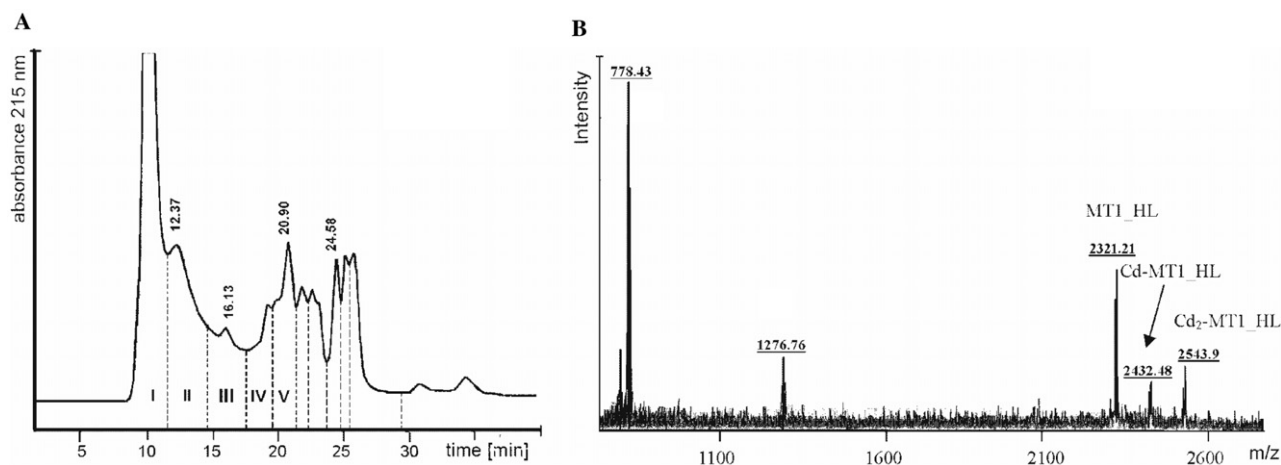 A
absorbance 215 nm
12.37
16.13
20.90
24.58
I II III IV V
5 10 15 20 25 30 time [min]
B
Intensity
778.43
1276.76
MT1_HL
2321.21
Cd-MT1_HL
2432.48
Cd₂-MT1_HL
2543.9
1100 1600 2100 2600 m/z